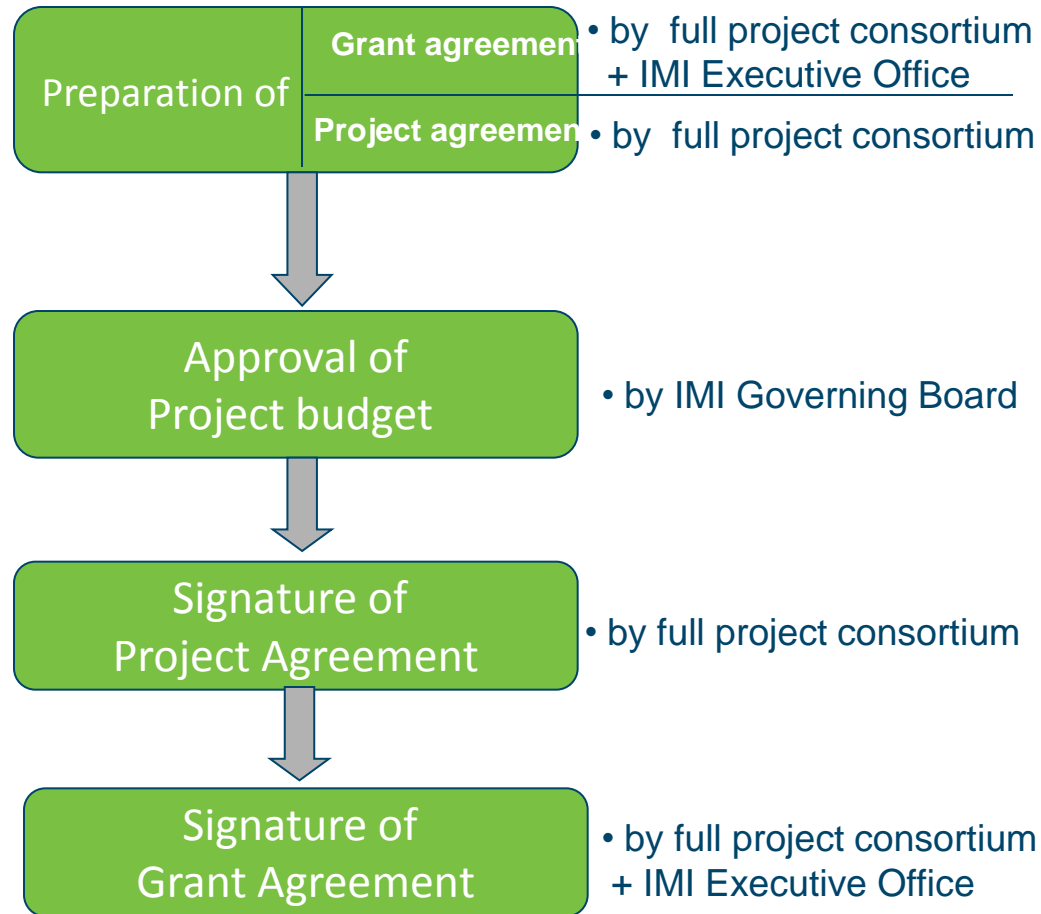 Preparation of
Grant agreement
• by full project consortium
+ IMI Executive Office
Project agreemen
• by full project consortium
Approval of
Project budget
• by IMI Governing Board
Signature of
Project Agreement
• by full project consortium
Signature of
Grant Agreement
• by full project consortium
+ IMI Executive Office